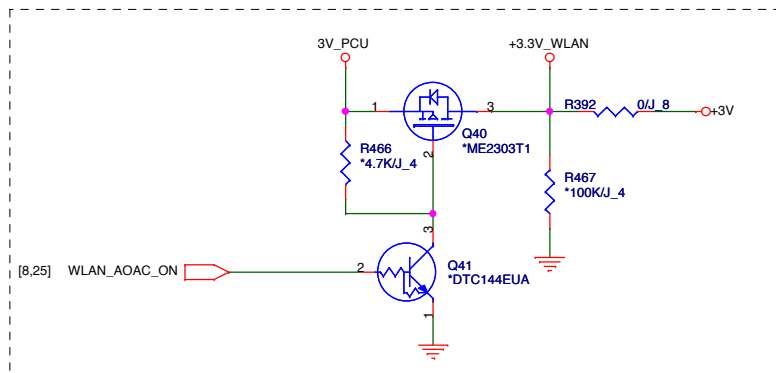 3V_PCU
+3.3V_WLAN
1
3
R392
0/J_8
+3V
Q40
*ME2303T1
2
R466
*4.7K/J_4
R467
*100K/J_4
3
[8,25]
WLAN_AOAC_ON
2
Q41
*DTC144EUA
1